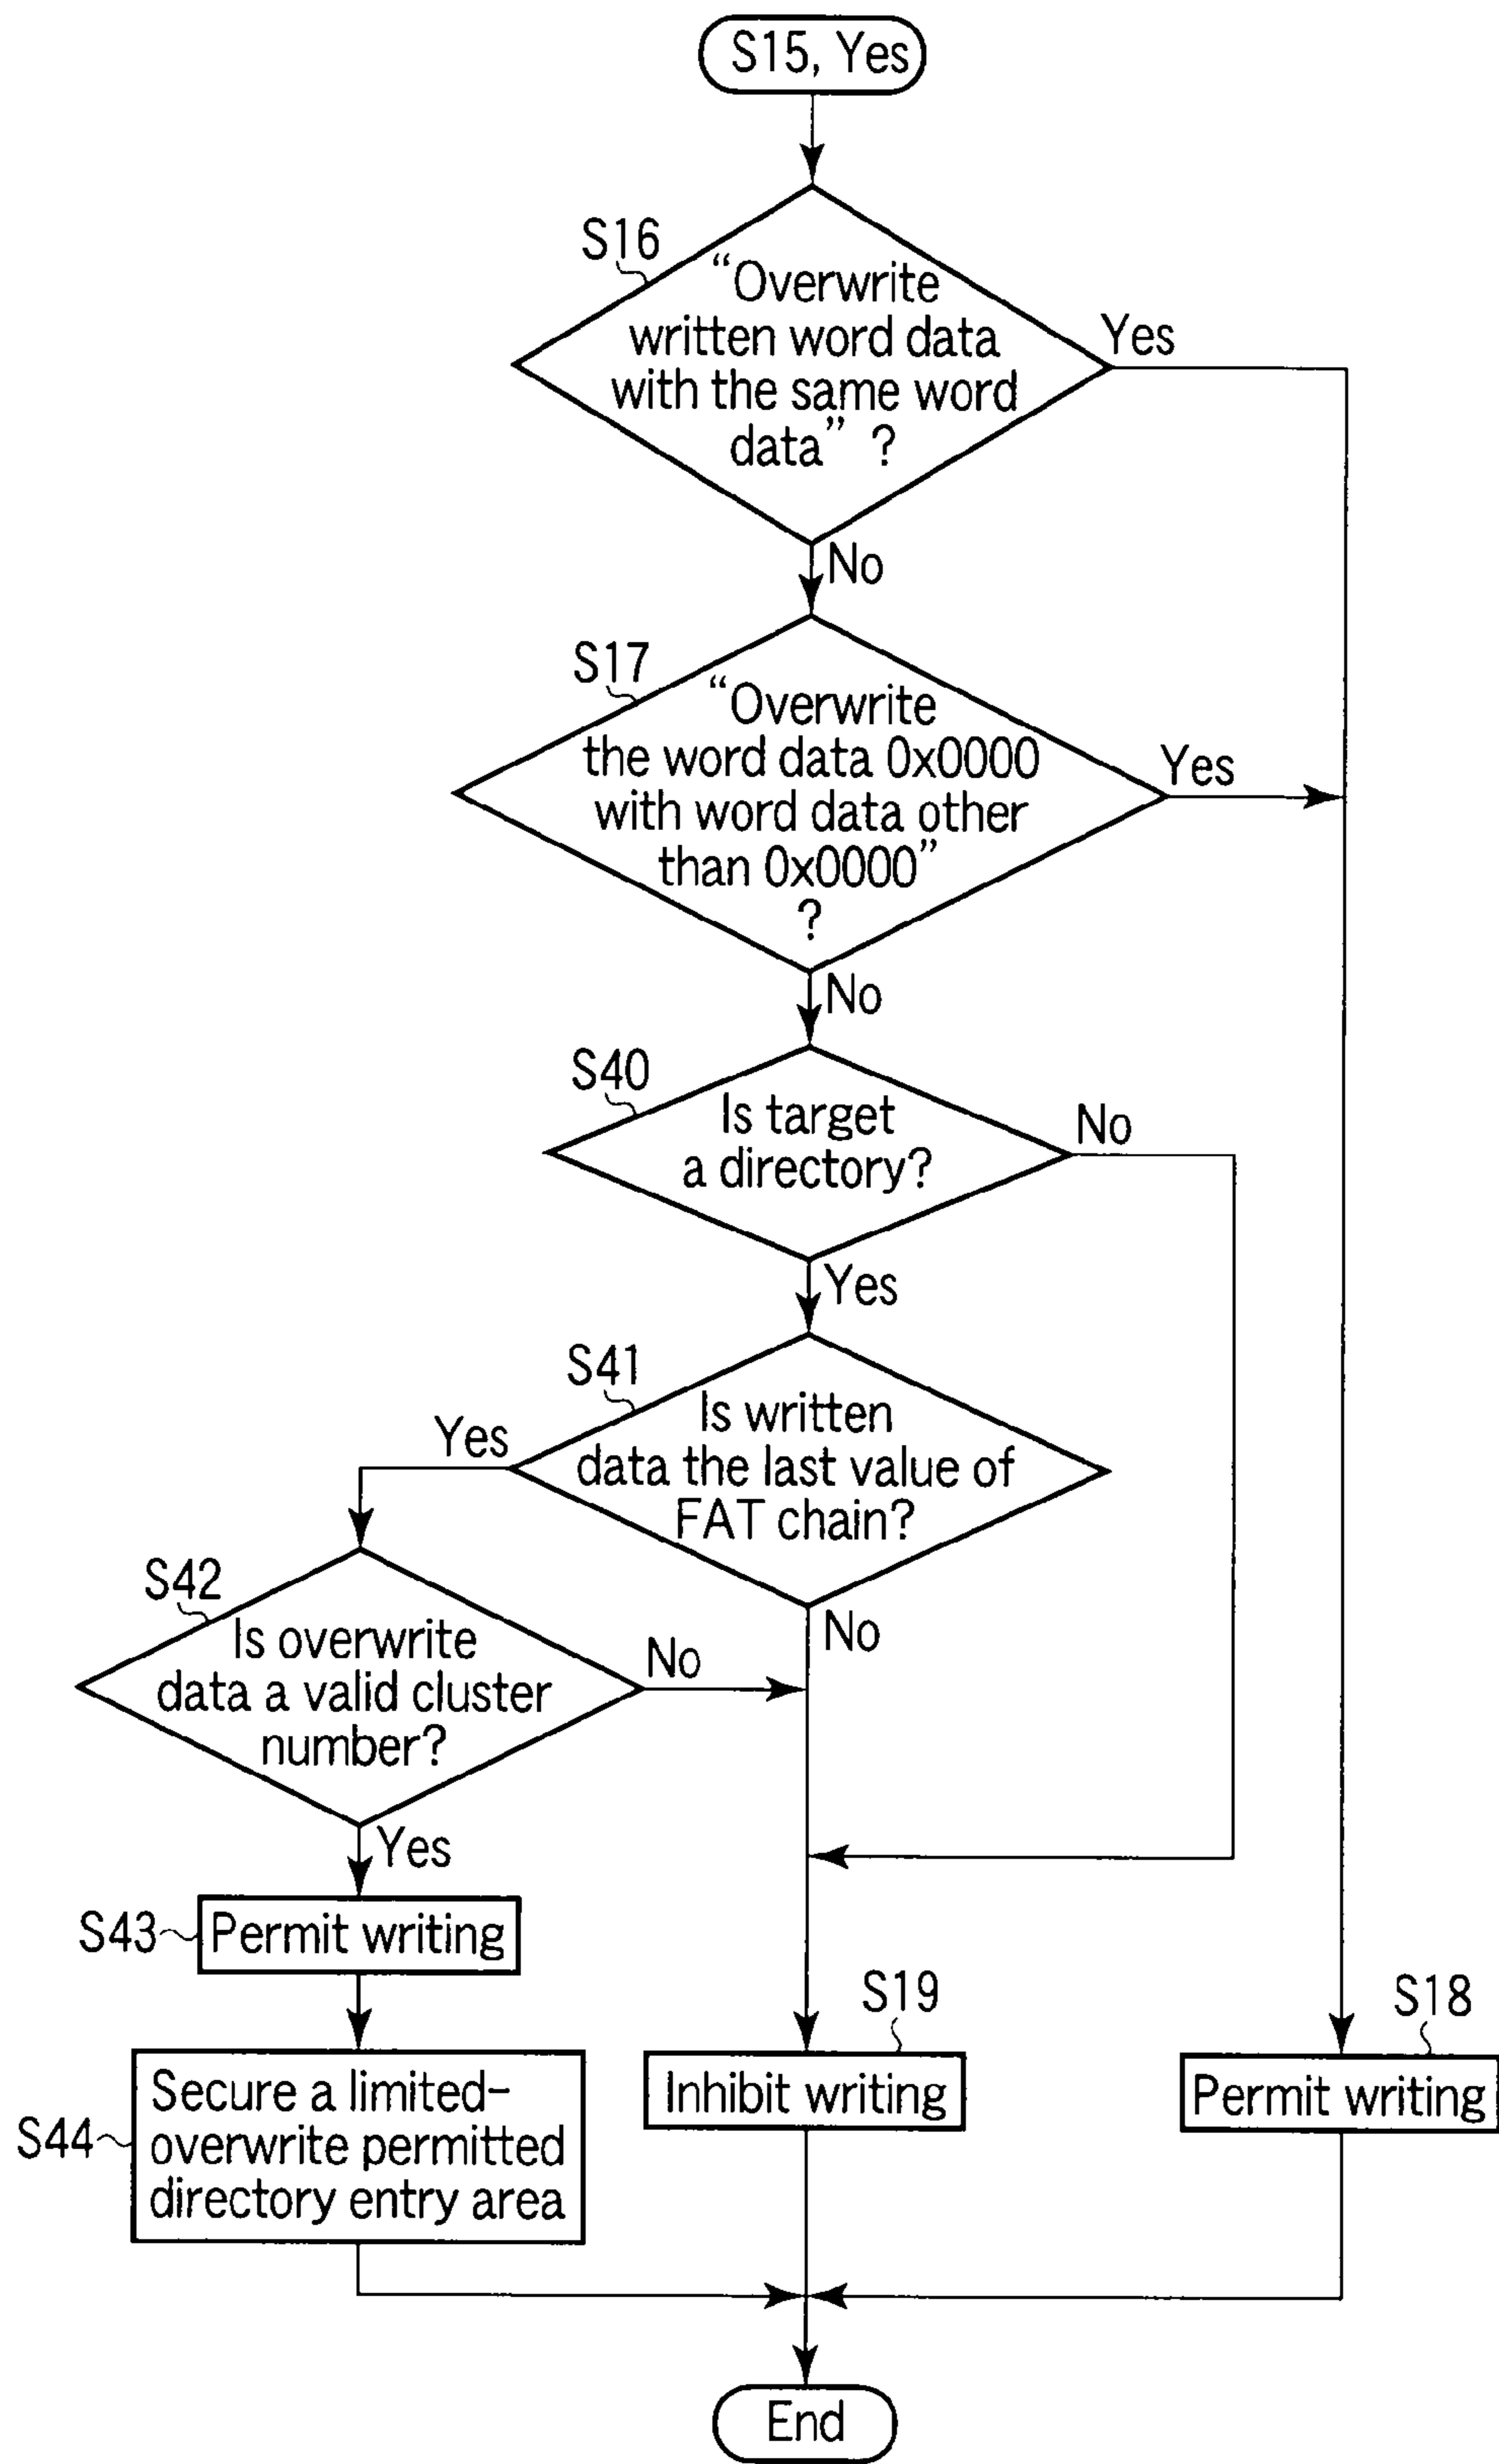 S15, Yes
S16
“Overwrite
written word data
with the same word
data” ?
Yes
No
S17
“Overwrite
the word data 0x0000
with word data other
than 0x0000”
?
Yes
No
S40
Is target
a directory?
No
Yes
S41
Is written
data the last value of
FAT chain?
Yes
No
S42
Is overwrite
data a valid cluster
number?
No
Yes
S43
Permit writing
S44
Secure a limited-
overwrite permitted
directory entry area
S19
Inhibit writing
S18
Permit writing
End